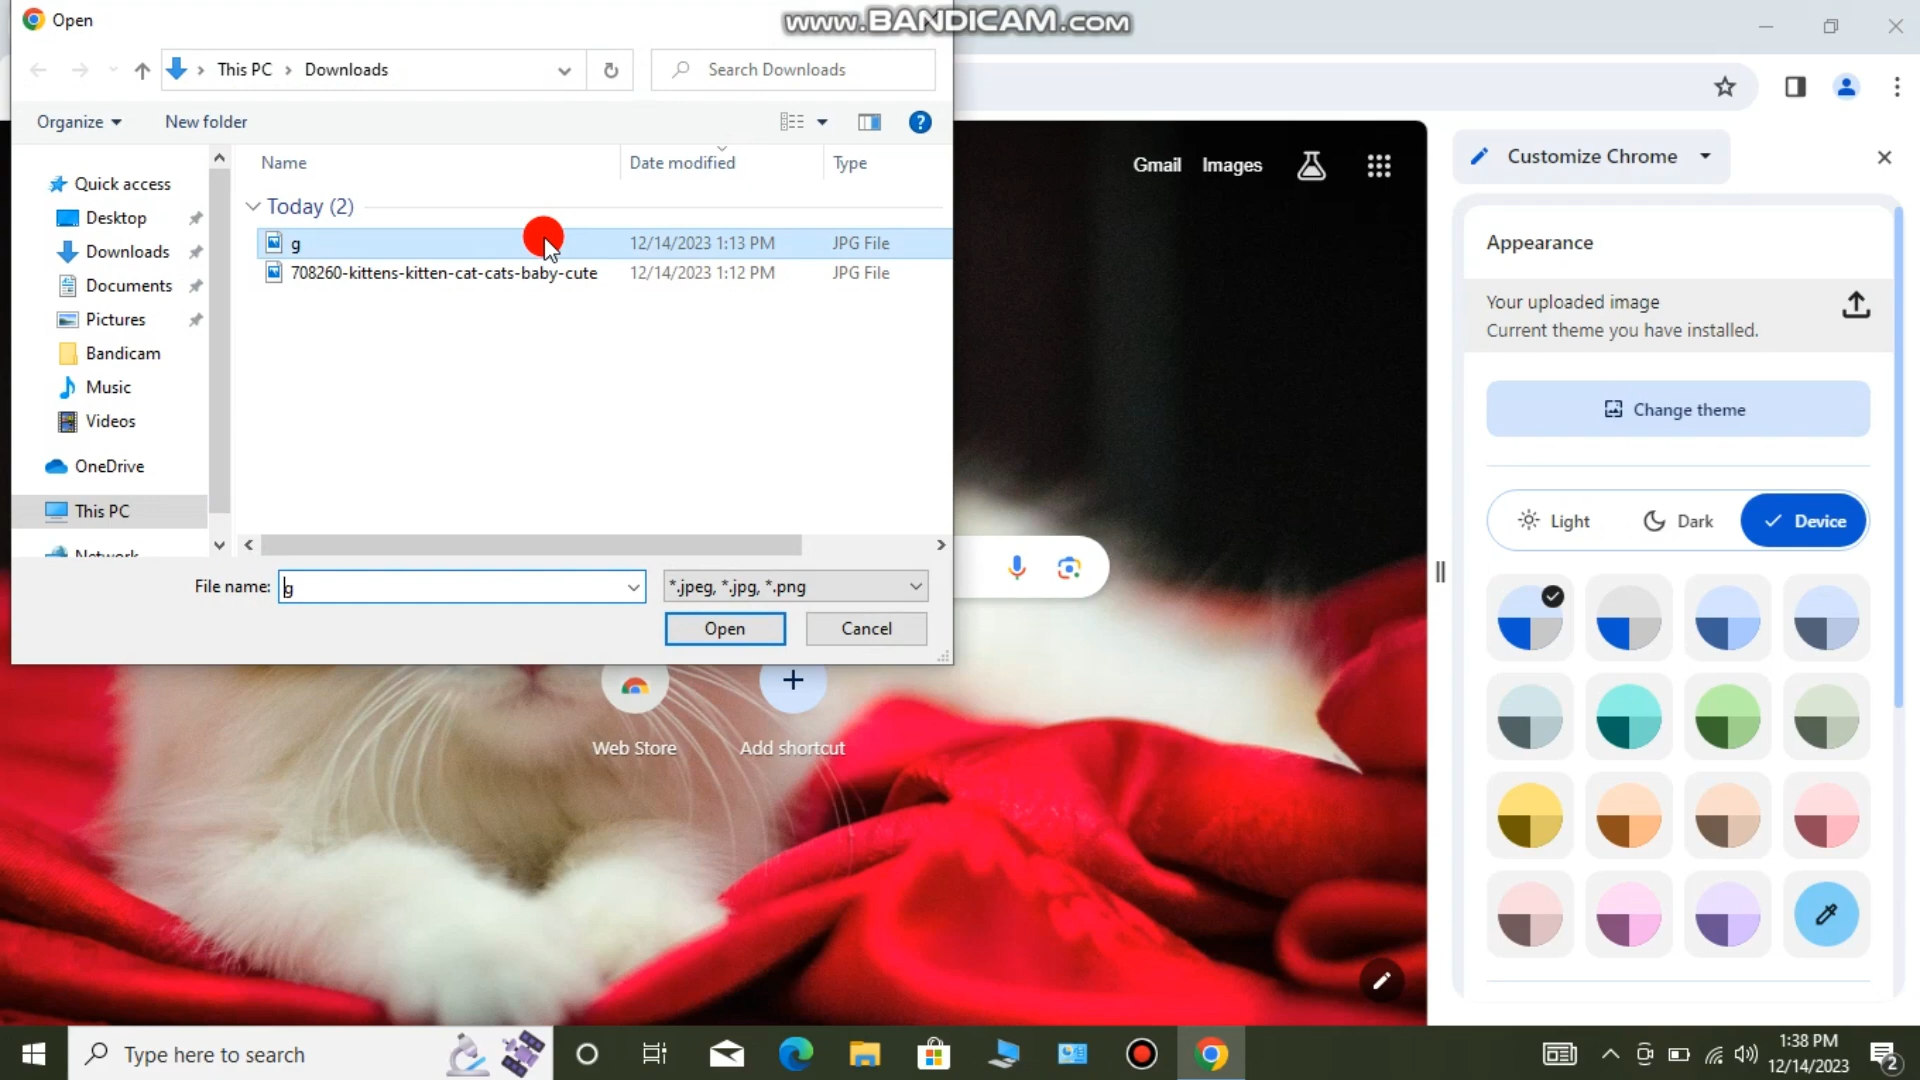 Open
www.BANDICAM.com
This PC
Downloads
Search Downloads
Organize
New folder
Name
Date modified
Type
Today (2)
g
12/14/2023 1:13 PM
JPG File
708260-kittens-kitten-cat-cats-baby-cute
12/14/2023 1:12 PM
JPG File
Quick access
Desktop
Downloads
Documents
Pictures
Bandicam
Music
Videos
OneDrive
This PC
Network
File name:
g
*.jpeg, *.jpg, *.png
Open
Cancel
Gmail
Images
Web Store
Add shortcut
Customize Chrome
Appearance
Your uploaded image
Current theme you have installed.
Change theme
Light
Dark
Device
Type here to search
1:38 PM
12/14/2023
2